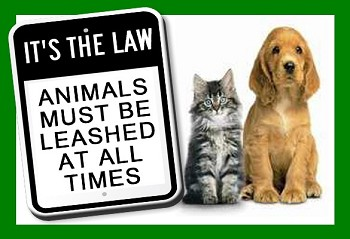 IT'S THE LAW
ANIMALS
MUST BE
LEASHED
AT ALL
TIMES